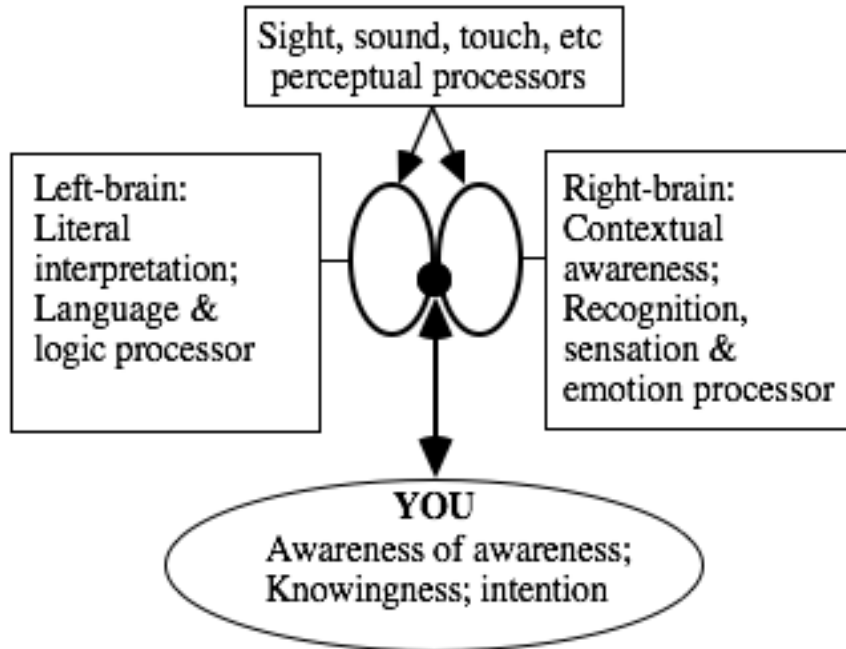 Sight, sound, touch, etc
perceptual processors
Left-brain:
Literal
interpretation;
Language &
logic processor
Right-brain:
Contextual
awareness;
Recognition,
sensation &
emotion processor
YOU
Awareness of awareness;
Knowingness; intention